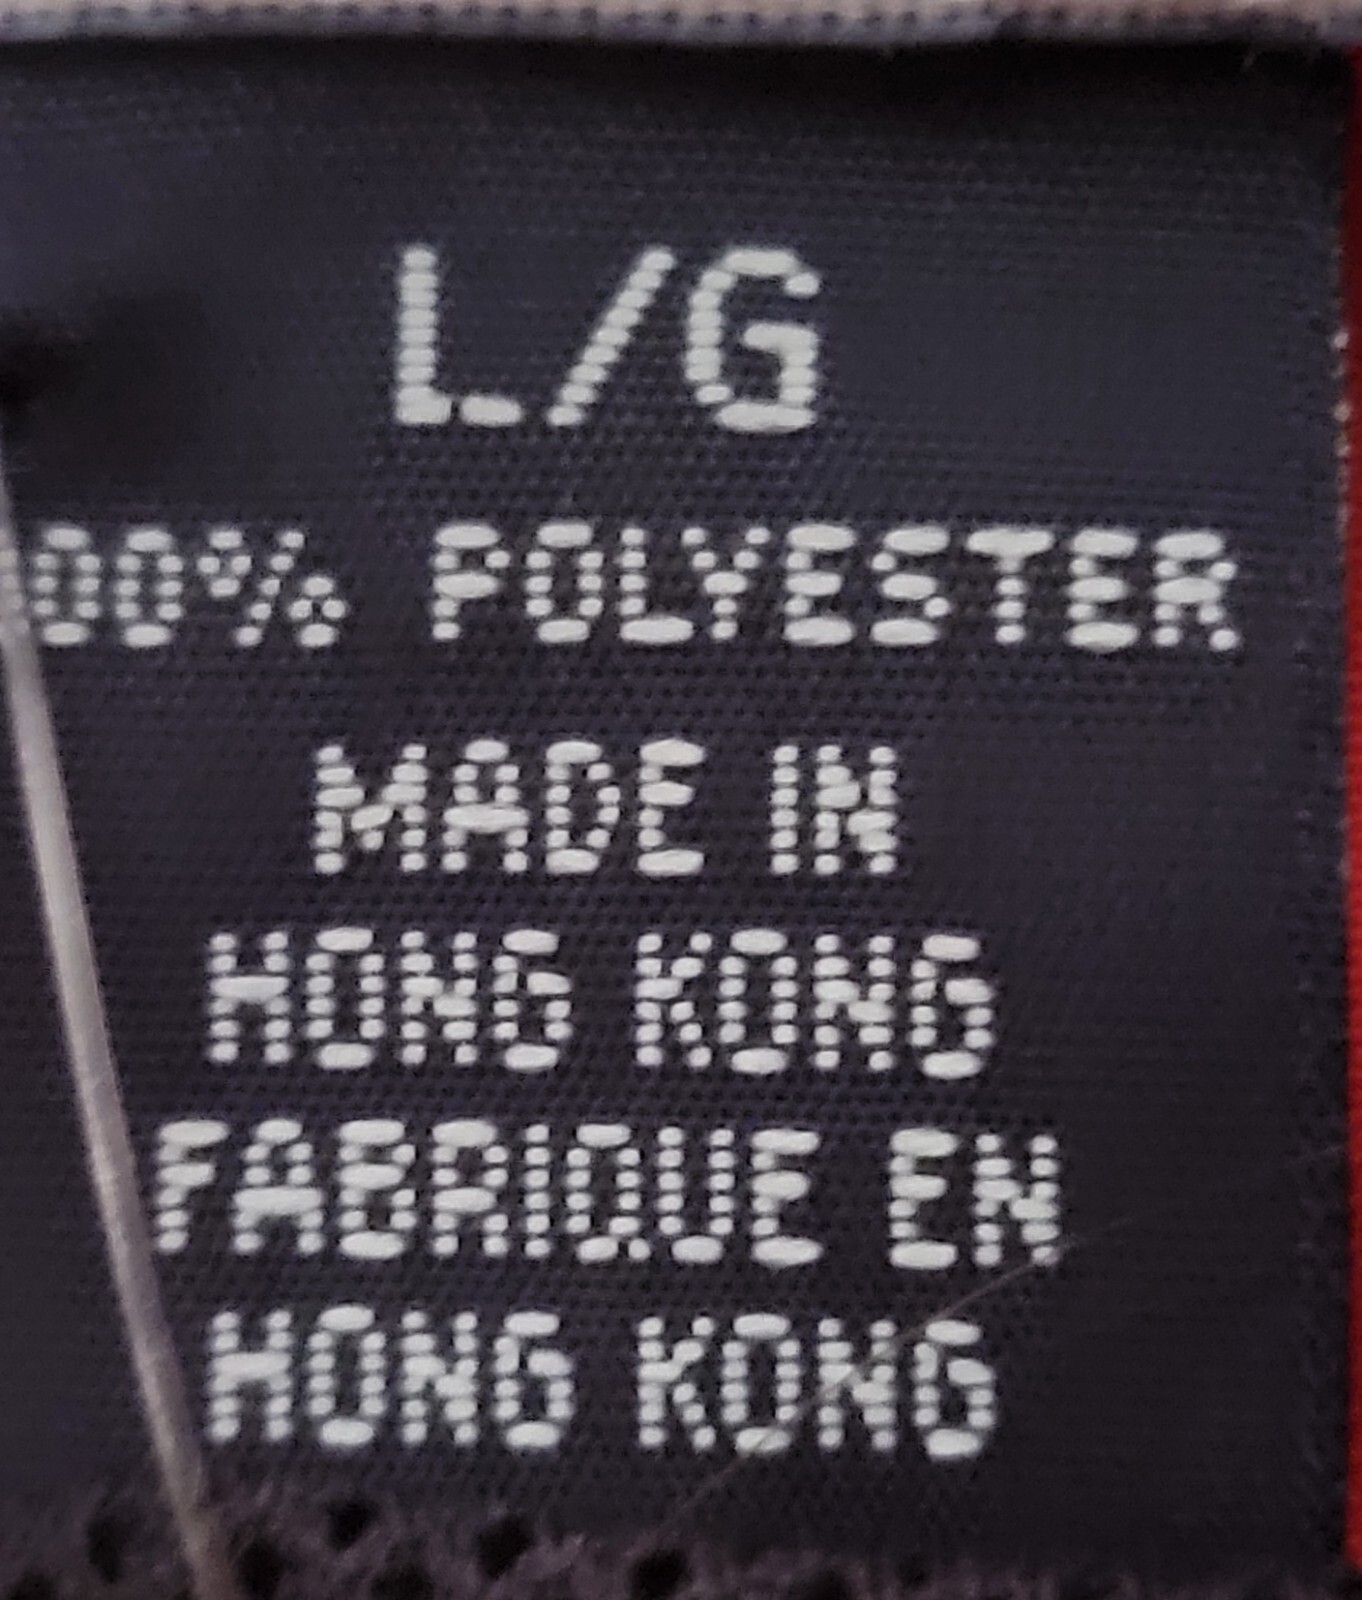 L/G
00% POLYESTER
MADE IN
HONG KONG
FABRIQUE EN
HONG KONG